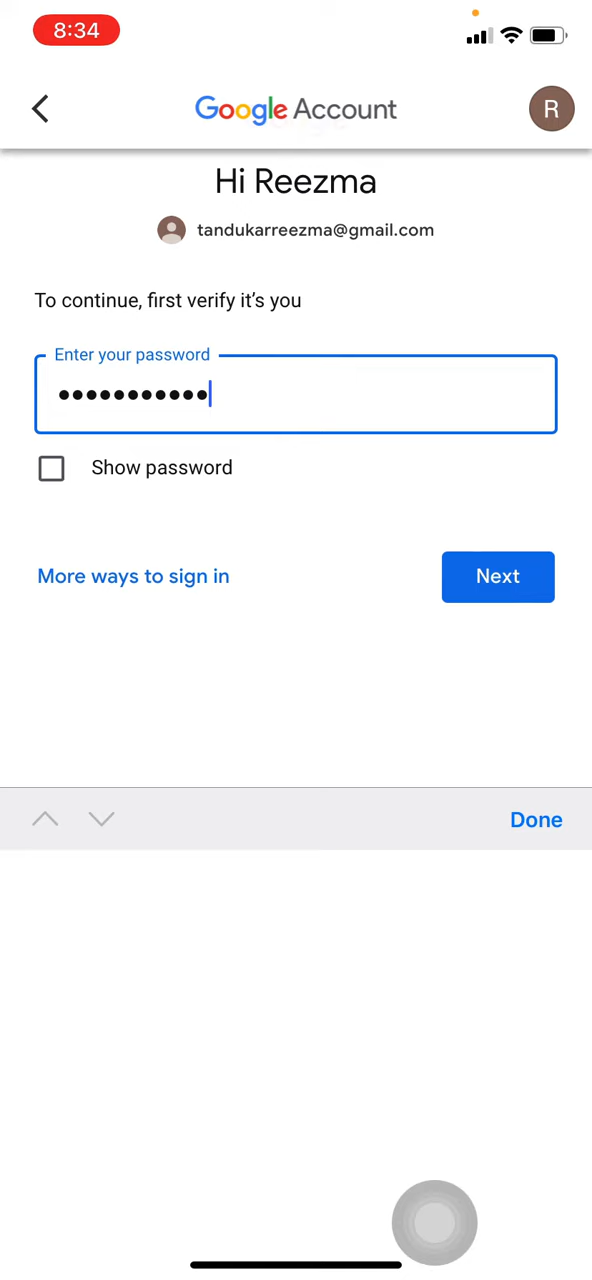 8:34
Google Account
R
Hi Reezma
tandukarreezma@gmail.com
To continue, first verify it's you
Enter your password
•••••••••••
Show password
More ways to sign in
Next
Done